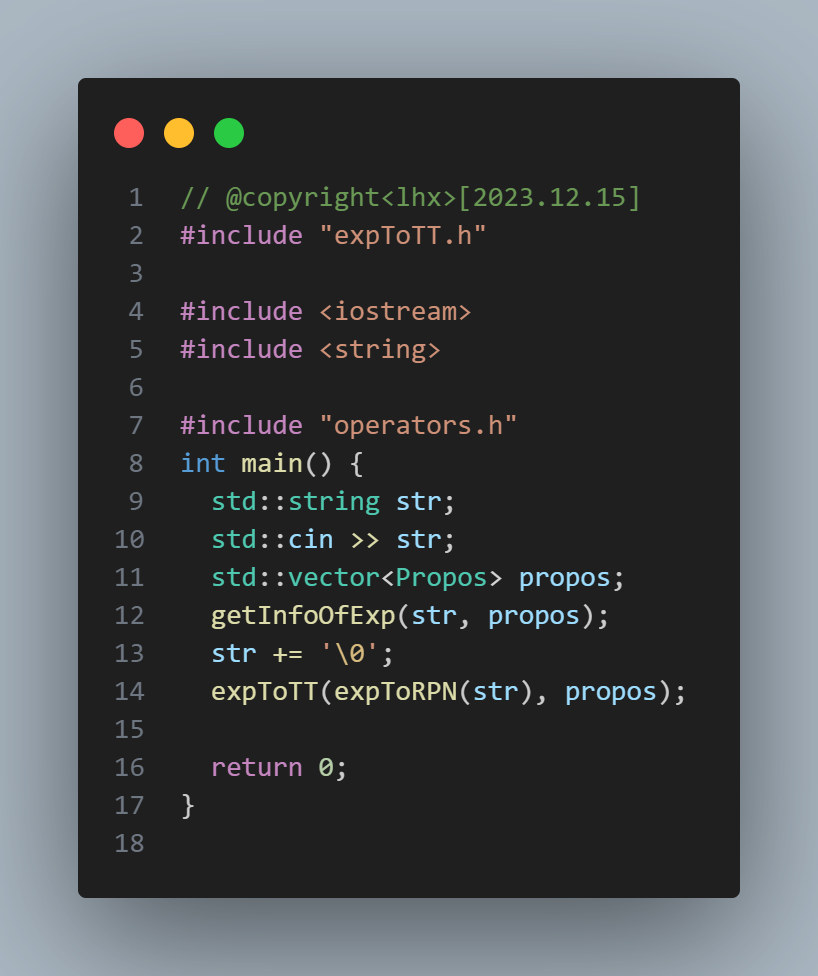 1 // @copyright<lhx>[2023.12.15]
2 #include "expToTT.h"
3
4 #include <iostream>
5 #include <string>
6
7 #include "operators.h"
8 int main() {
9   std::string str;
10   std::cin >> str;
11   std::vector<Propos> propos;
12   getInfoOfExp(str, propos);
13   str += '\0';
14   expToTT(expToRPN(str), propos);
15
16   return 0;
17 }
18